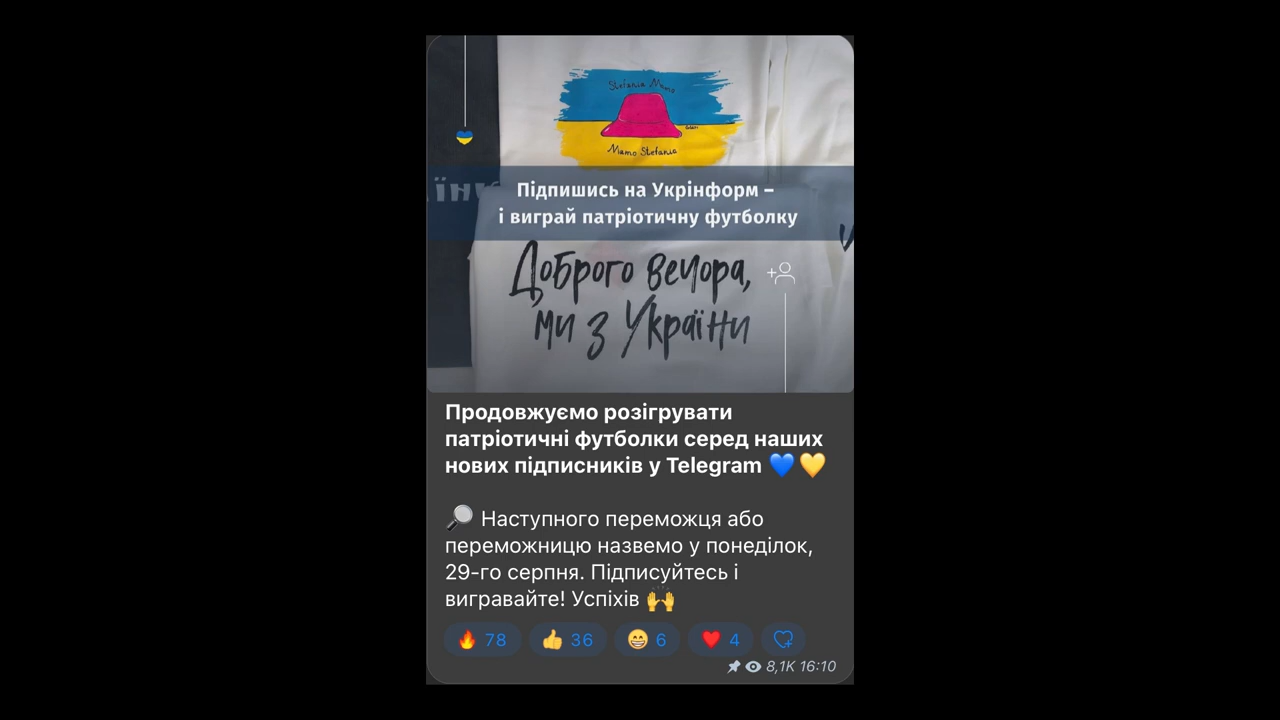 Stefania Mamo
Mamo Stefania
Підпишись на Укрінформ –
і виграй патріотичну футболку
Доброго вечора,
ми з України
Продовжуємо розігрувати
патріотичні футболки серед наших
нових підписників у Telegram 💙💛
🔎 Наступного переможця або
переможницю назвемо у понеділок,
29-го серпня. Підписуйтесь і
вигравайте! Успіхів 🙌
🔥 78 👍 36 😁 6 ❤️ 4
8,1K 16:10